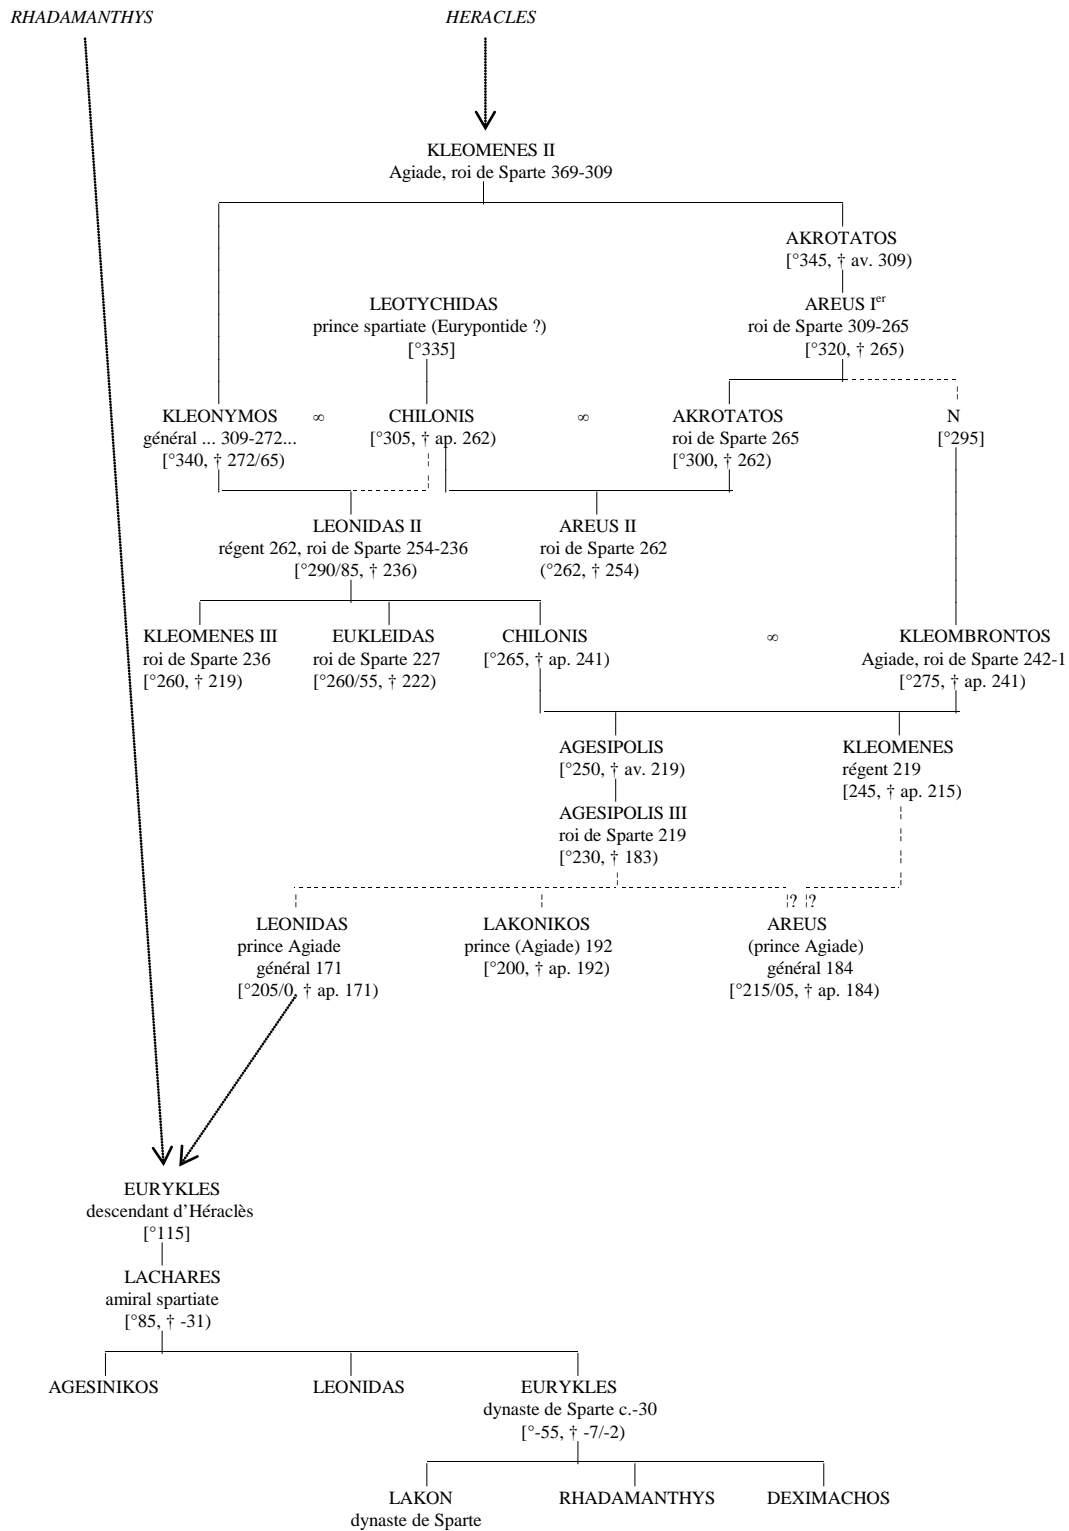 RHADAMANTHYS
HERACLES
KLEOMENES II
Agiade, roi de Sparte 369-309
AKROTATOS
[°345, † av. 309)
LEOTYCHIDAS
prince spartiate (Eurypontide ?)
[°335]
AREUS Ier
roi de Sparte 309-265
[°320, † 265)
KLEONYMOS
général ... 309-272...
[°340, † 272/65)
∞
CHILONIS
[°305, † ap. 262)
∞
AKROTATOS
roi de Sparte 265
[°300, † 262)
N
[°295]
LEONIDAS II
régent 262, roi de Sparte 254-236
[°290/85, † 236)
AREUS II
roi de Sparte 262
(°262, † 254)
KLEOMENES III
roi de Sparte 236
[°260, † 219)
EUKLEIDAS
roi de Sparte 227
[°260/55, † 222)
CHILONIS
[°265, † ap. 241)
∞
KLEOMBRONTOS
Agiade, roi de Sparte 242-1
[°275, † ap. 241)
AGESIPOLIS
[°250, † av. 219)
KLEOMENES
régent 219
[245, † ap. 215)
AGESIPOLIS III
roi de Sparte 219
[°230, † 183)
? ?
LEONIDAS
prince Agiade
général 171
[°205/0, † ap. 171)
LAKONIKOS
prince (Agiade) 192
[°200, † ap. 192)
AREUS
(prince Agiade)
général 184
[°215/05, † ap. 184)
EURYKLES
descendant d'Héraclès
[°115]
LACHARES
amiral spartiate
[°85, † -31)
AGESINIKOS
LEONIDAS
EURYKLES
dynaste de Sparte c.-30
[°-55, † -7/-2)
LAKON
dynaste de Sparte
RHADAMANTHYS
DEXIMACHOS